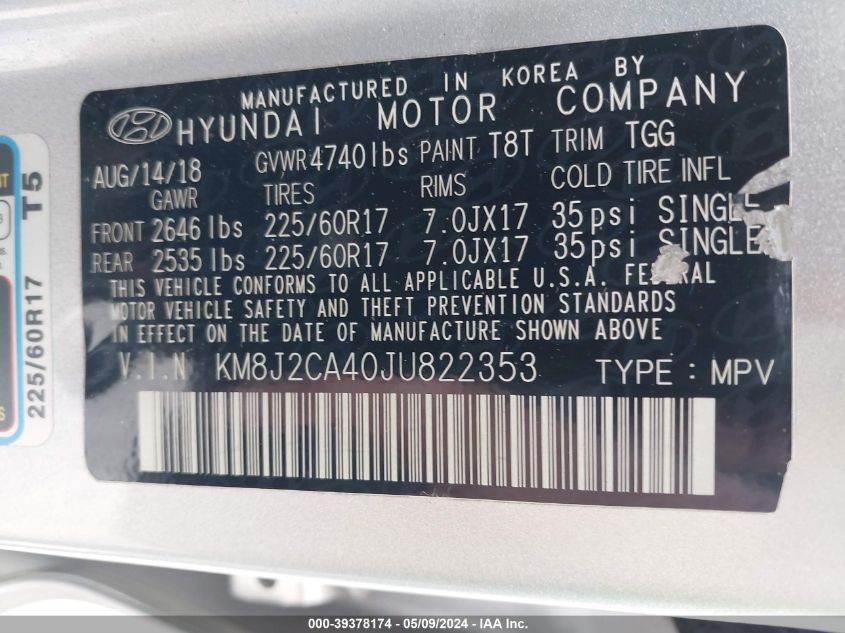 MANUFACTURED IN KOREA BY
HYUNDAI MOTOR COMPANY
AUG/14/18 GVWR 4740lbs PAINT T8T TRIM TGG
GAWR TIRES RIMS COLD TIRE INFL
FRONT 2646 lbs 225/60R17 7.0JX17 35psi SINGLE
REAR 2535 lbs 225/60R17 7.0JX17 35psi SINGLE
THIS VEHICLE CONFORMS TO ALL APPLICABLE U.S.A. FEDERAL
MOTOR VEHICLE SAFETY AND THEFT PREVENTION STANDARDS
IN EFFECT ON THE DATE OF MANUFACTURE SHOWN ABOVE
V.I.N KM8J2CA40JU822353 TYPE : MPV
225/60R17 T5
000-39378174 - 05/09/2024 - IAA Inc.